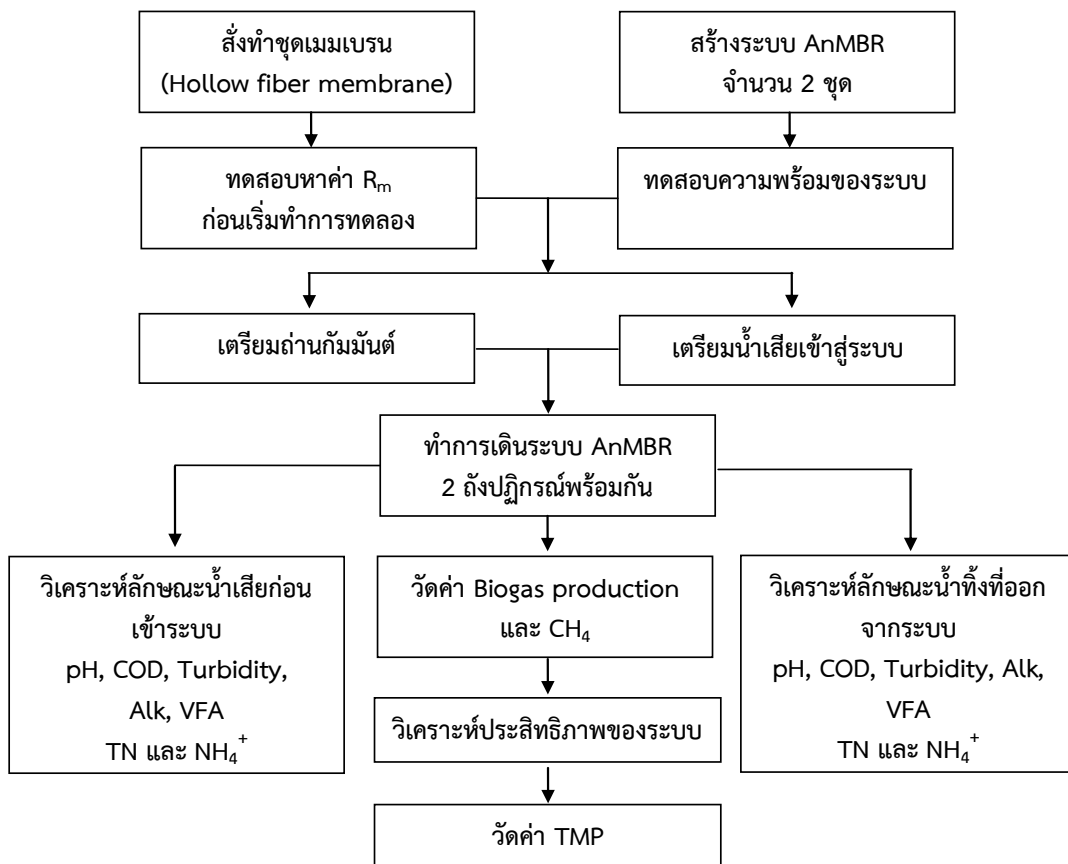 สั่งทำชุดเมมเบรน
(Hollow fiber membrane)
สร้างระบบ AnMBR
จำนวน 2 ชุด
ทดสอบหาค่า Rₘ
ก่อนเริ่มทำการทดลอง
ทดสอบความพร้อมของระบบ
เตรียมถ่านกัมมันต์
เตรียมน้ำเสียเข้าสู่ระบบ
ทำการเดินระบบ AnMBR
2 ถังปฏิกรณ์พร้อมกัน
วิเคราะห์ลักษณะน้ำเสียก่อน
เข้าระบบ
pH, COD, Turbidity,
Alk, VFA
TN และ NH₄⁺
วัดค่า Biogas production
และ CH₄
วิเคราะห์ลักษณะน้ำทิ้งที่ออก
จากระบบ
pH, COD, Turbidity, Alk,
VFA
TN และ NH₄⁺
วิเคราะห์ประสิทธิภาพของระบบ
วัดค่า TMP